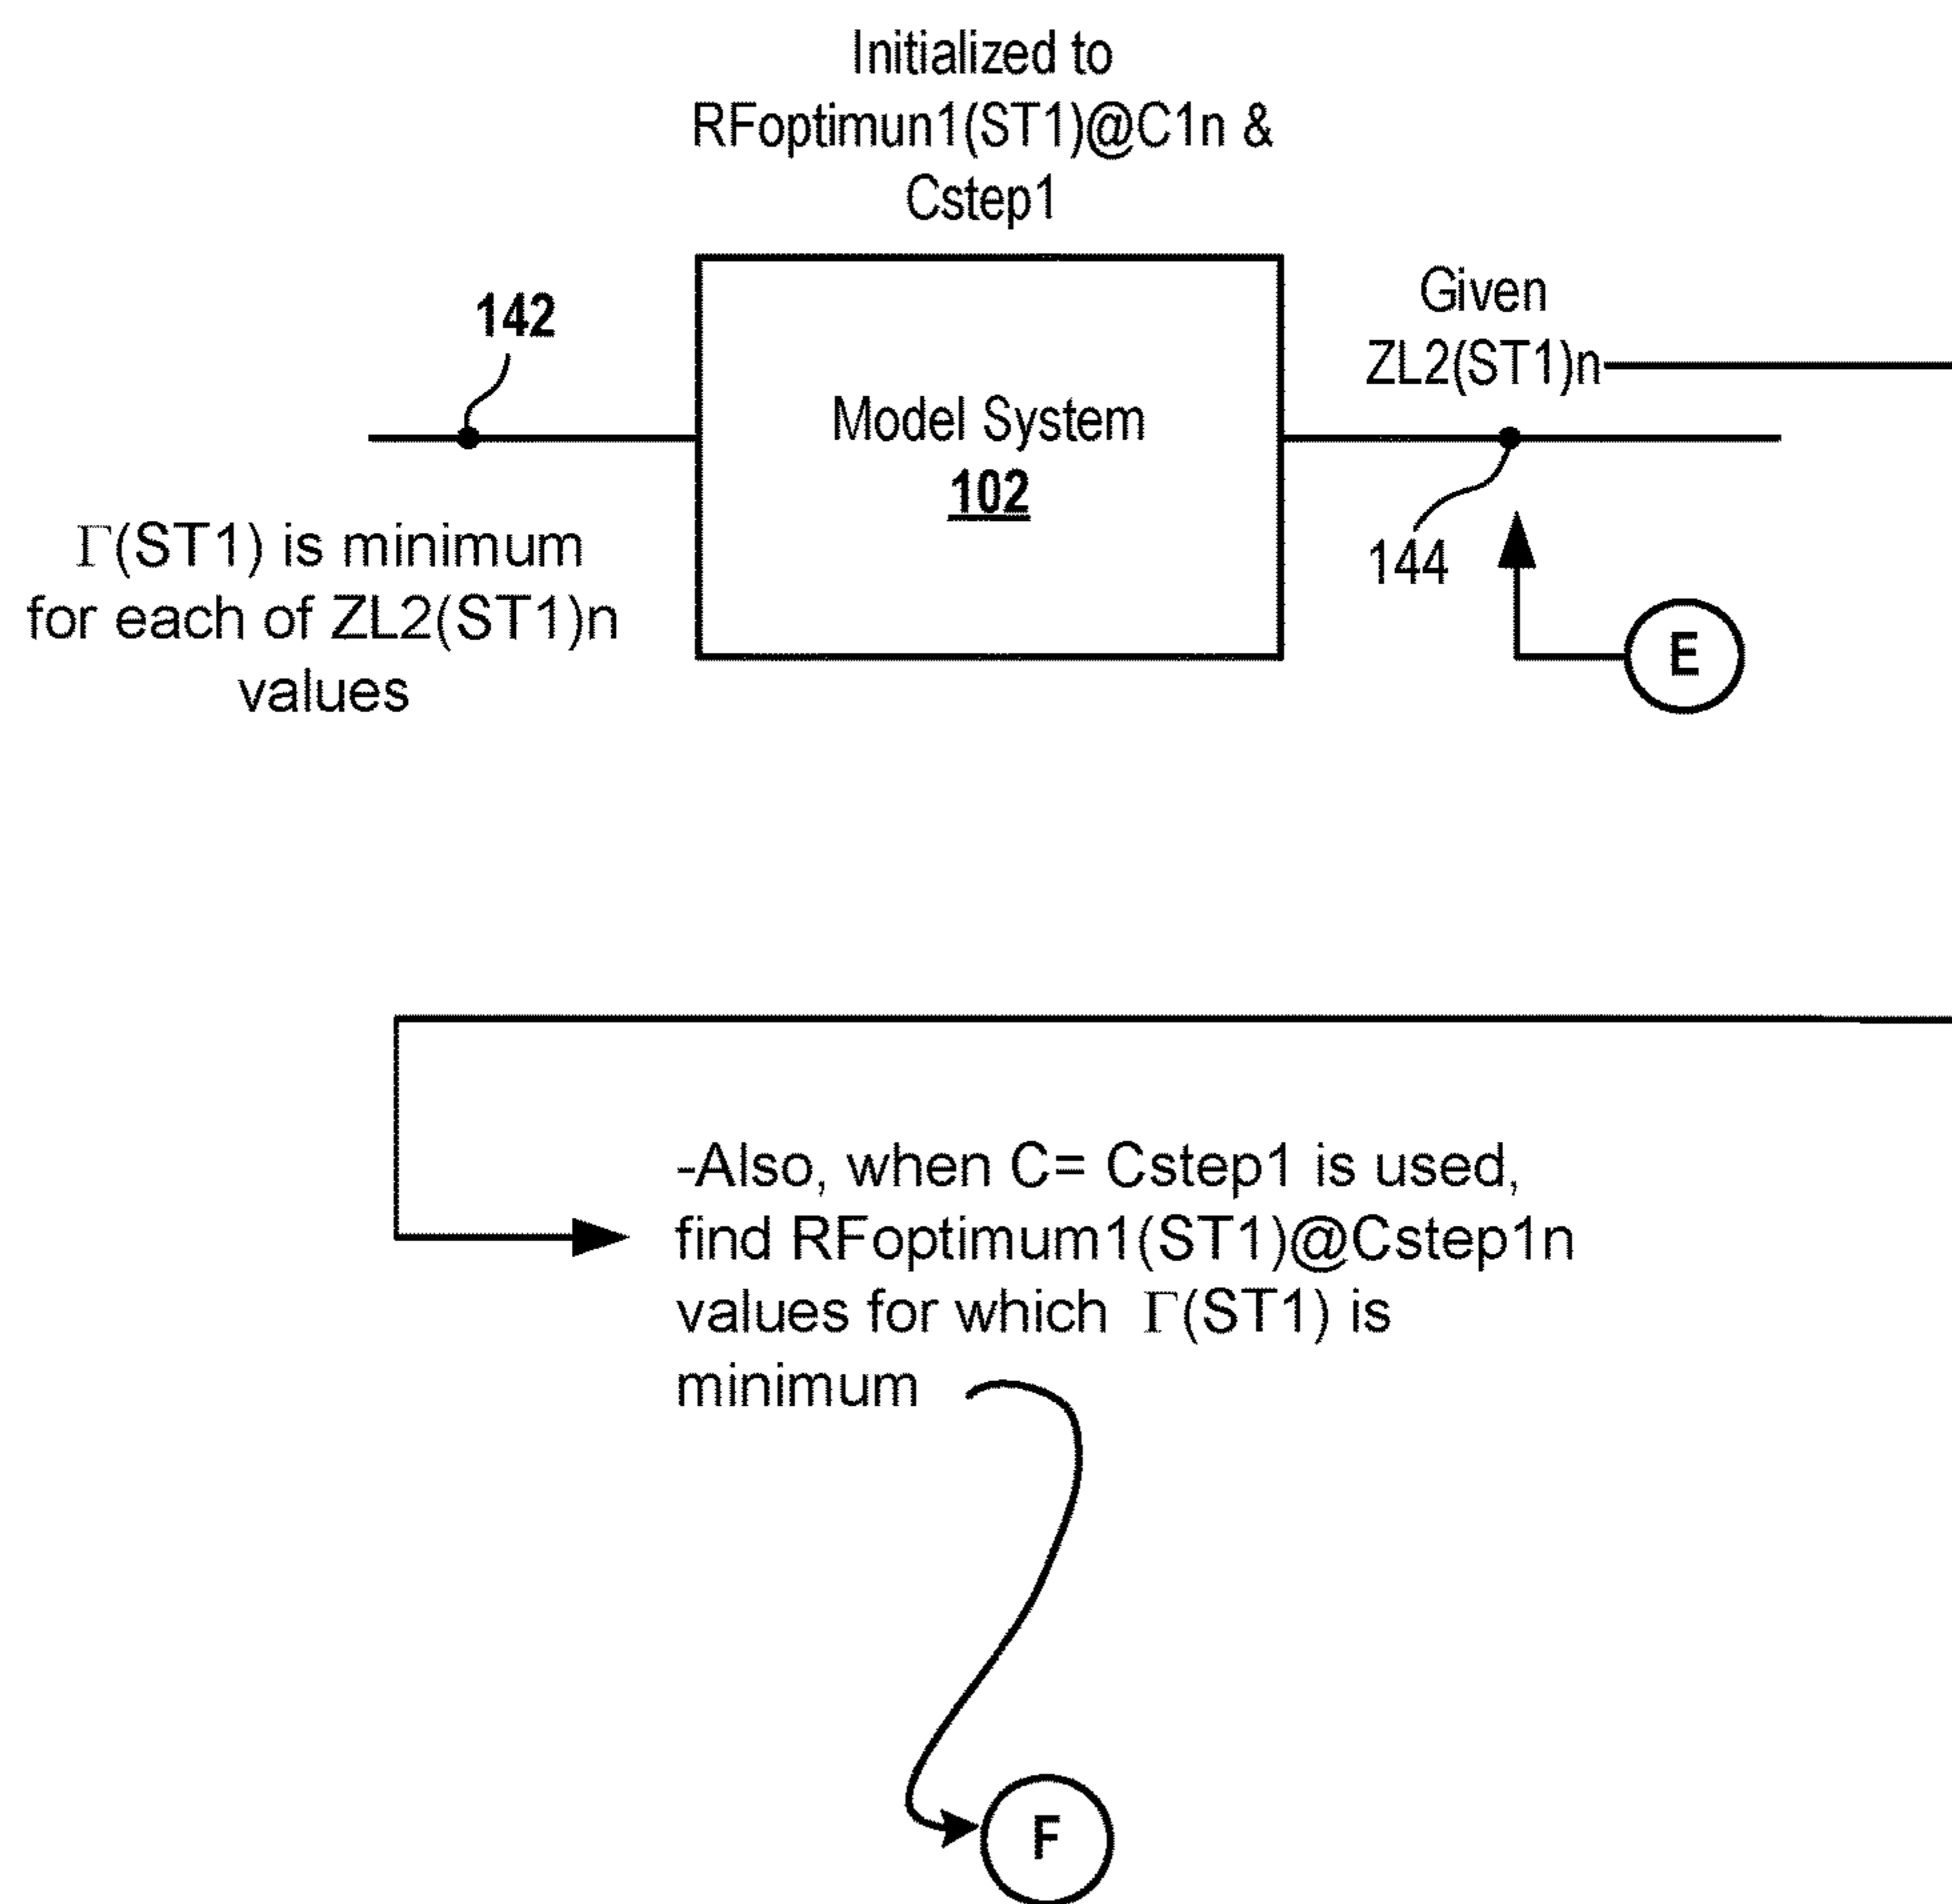 Initialized to
RFoptimun1(ST1)@C1n &
Cstep1
142
Given
ZL2(ST1)n
Model System
102
144
Γ(ST1) is minimum
for each of ZL2(ST1)n
values
E
-Also, when C= Cstep1 is used,
find RFoptimum1(ST1)@Cstep1n
values for which Γ(ST1) is
minimum
F